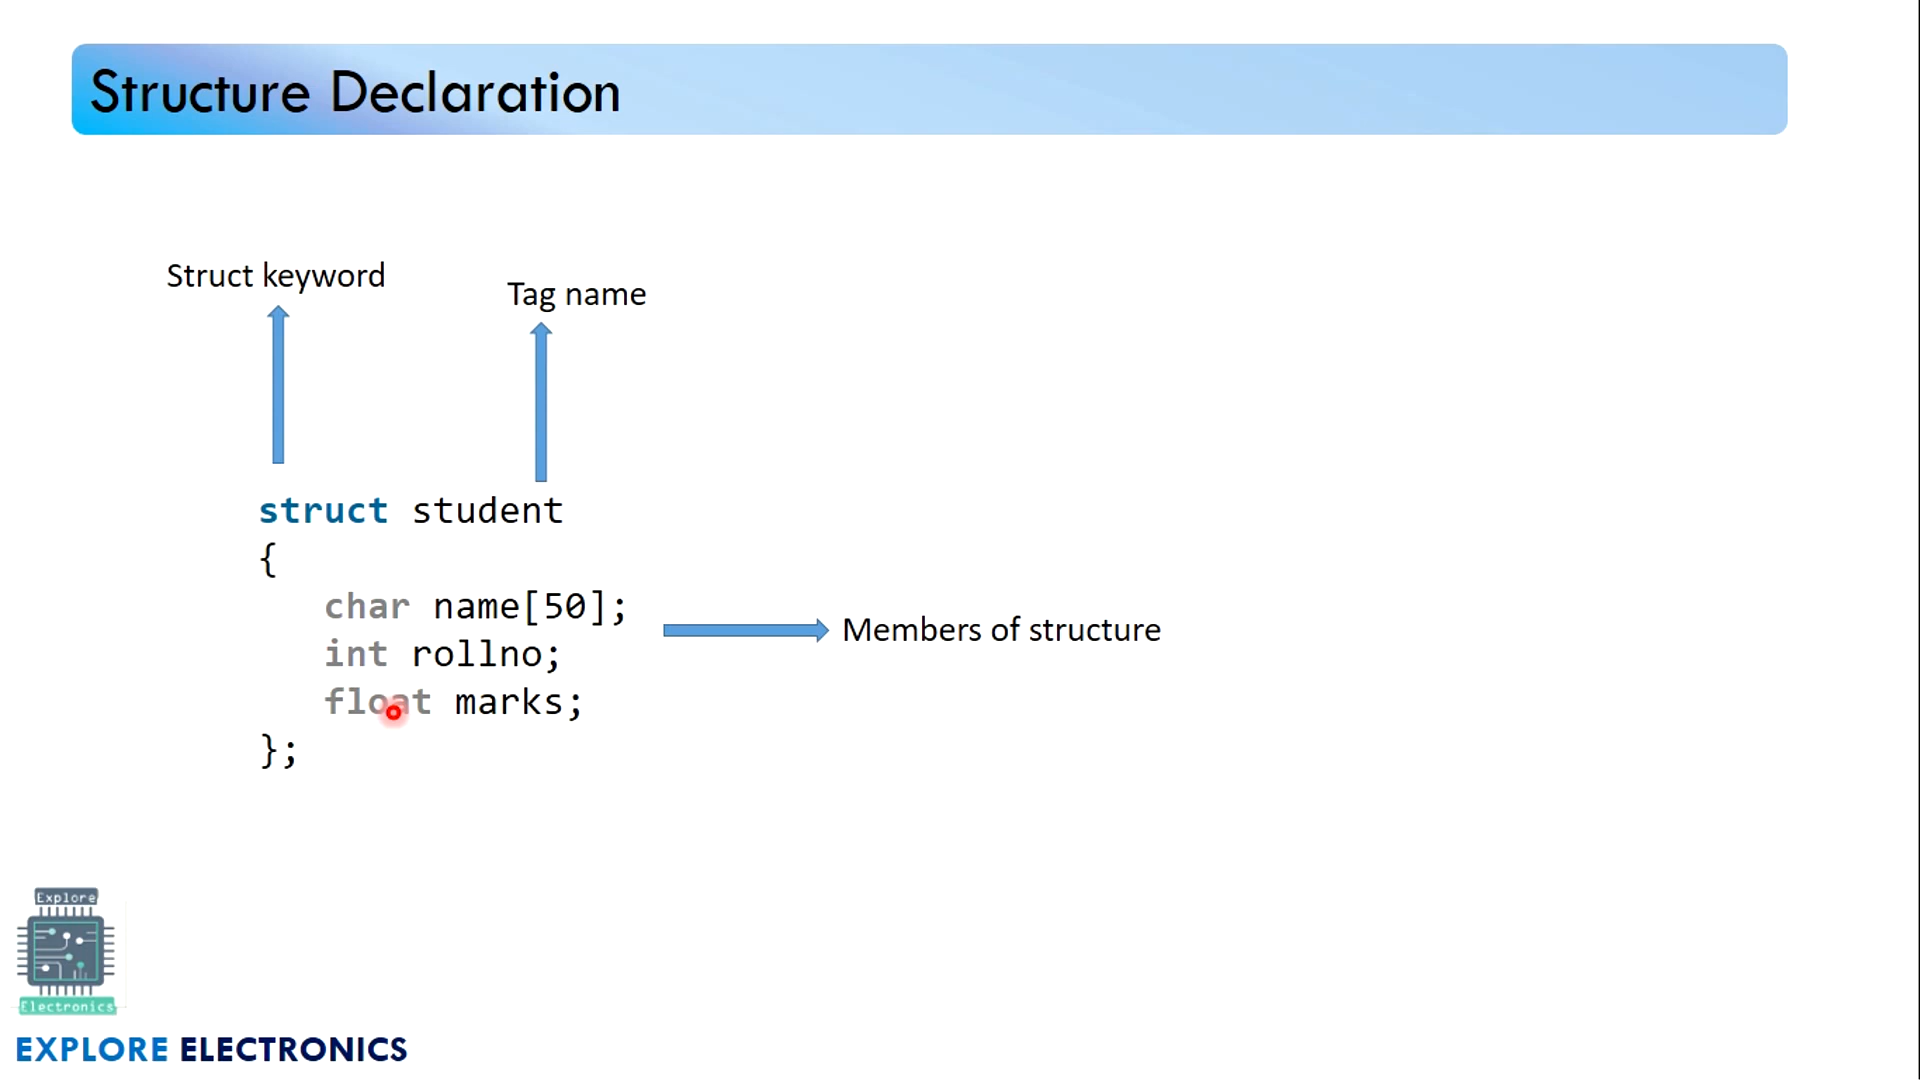 Structure Declaration
Struct keyword
Tag name
struct student
{
char name[50];
int rollno;
float marks;
};
Members of structure
Explore
Electronics
EXPLORE ELECTRONICS